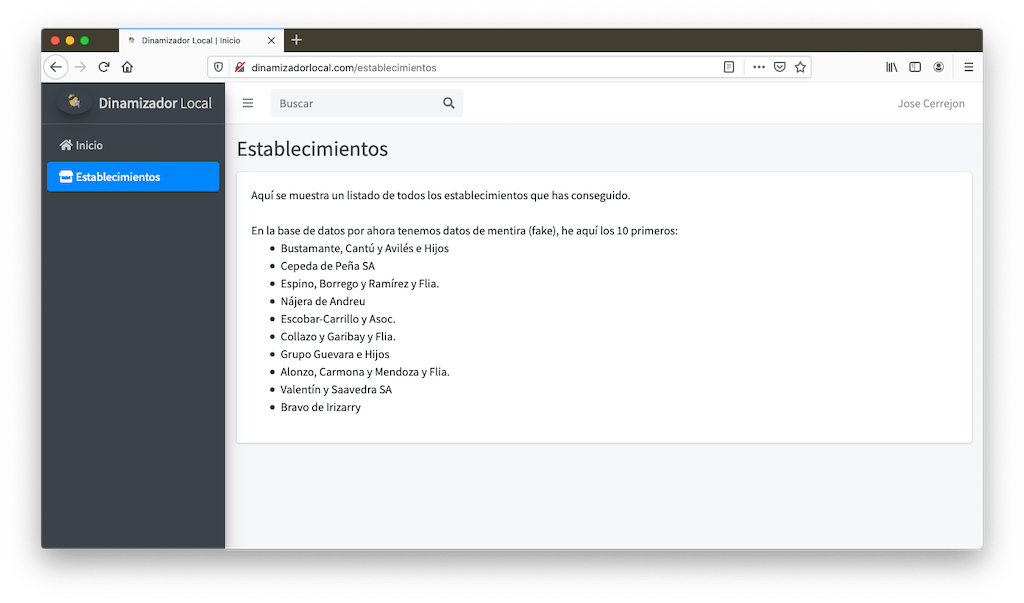 Dinamizador Local | Inicio
dinamizadorlocal.com/establecimientos
Dinamizador Local
Buscar
Jose Cerrejon
Inicio
Establecimientos
Establecimientos
Aquí se muestra un listado de todos los establecimientos que has conseguido.
En la base de datos por ahora tenemos datos de mentira (fake), he aquí los 10 primeros:
Bustamante, Cantú y Avilés e Hijos
Cepeda de Peña SA
Espino, Borrego y Ramírez y Flia.
Nájera de Andreu
Escobar-Carrillo y Asoc.
Collazo y Garibay y Flia.
Grupo Guevara e Hijos
Alonzo, Carmona y Mendoza y Flia.
Valentín y Saavedra SA
Bravo de Irizarry